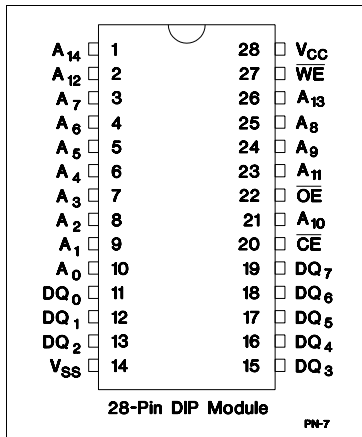 A14 1 28 VCC
A12 2 27 WE
A7 3 26 A13
A6 4 25 A8
A5 5 24 A9
A4 6 23 A11
A3 7 22 OE
A2 8 21 A10
A1 9 20 CE
A0 10 19 DQ7
DQ0 11 18 DQ6
DQ1 12 17 DQ5
DQ2 13 16 DQ4
VSS 14 15 DQ3
28-Pin DIP Module
PN-7